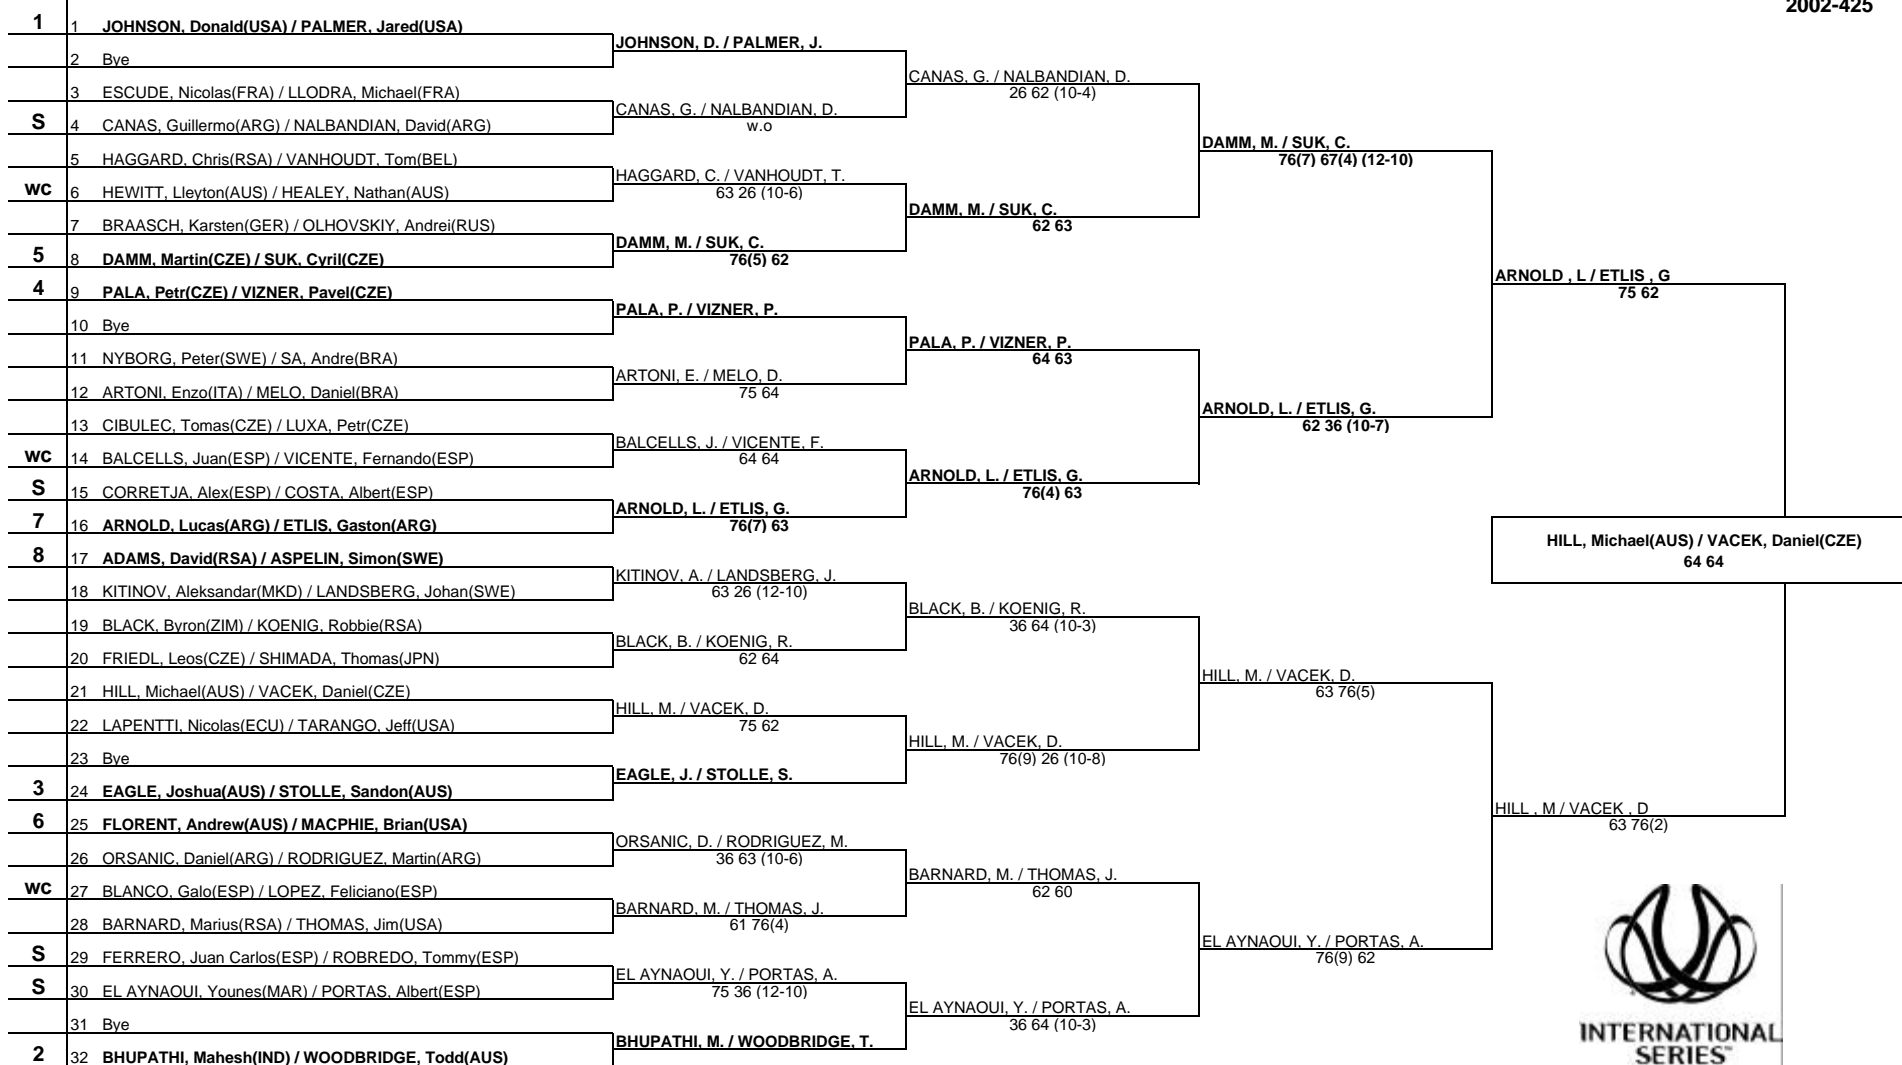 2002-425
1 1 JOHNSON, Donald(USA) / PALMER, Jared(USA)
JOHNSON, D. / PALMER, J.
2 Bye
CANAS, G. / NALBANDIAN, D.
26 62 (10-4)
3 ESCUDE, Nicolas(FRA) / LLODRA, Michael(FRA)
CANAS, G. / NALBANDIAN, D.
w.o
S 4 CANAS, Guillermo(ARG) / NALBANDIAN, David(ARG)
DAMM, M. / SUK, C.
76(7) 67(4) (12-10)
5 HAGGARD, Chris(RSA) / VANHOUDT, Tom(BEL)
HAGGARD, C. / VANHOUDT, T.
63 26 (10-6)
wc 6 HEWITT, Lleyton(AUS) / HEALEY, Nathan(AUS)
DAMM, M. / SUK, C.
62 63
7 BRAASCH, Karsten(GER) / OLHOVSKIY, Andrei(RUS)
DAMM, M. / SUK, C.
76(5) 62
5 8 DAMM, Martin(CZE) / SUK, Cyril(CZE)
ARNOLD , L / ETLIS , G
75 62
4 9 PALA, Petr(CZE) / VIZNER, Pavel(CZE)
PALA, P. / VIZNER, P.
10 Bye
PALA, P. / VIZNER, P.
64 63
11 NYBORG, Peter(SWE) / SA, Andre(BRA)
ARTONI, E. / MELO, D.
75 64
12 ARTONI, Enzo(ITA) / MELO, Daniel(BRA)
ARNOLD, L. / ETLIS, G.
62 36 (10-7)
13 CIBULEC, Tomas(CZE) / LUXA, Petr(CZE)
BALCELLS, J. / VICENTE, F.
64 64
wc 14 BALCELLS, Juan(ESP) / VICENTE, Fernando(ESP)
ARNOLD, L. / ETLIS, G.
76(4) 63
S 15 CORRETJA, Alex(ESP) / COSTA, Albert(ESP)
ARNOLD, L. / ETLIS, G.
76(7) 63
7 16 ARNOLD, Lucas(ARG) / ETLIS, Gaston(ARG)
HILL, Michael(AUS) / VACEK, Daniel(CZE)
64 64
8 17 ADAMS, David(RSA) / ASPELIN, Simon(SWE)
KITINOV, A. / LANDSBERG, J.
63 26 (12-10)
18 KITINOV, Aleksandar(MKD) / LANDSBERG, Johan(SWE)
BLACK, B. / KOENIG, R.
36 64 (10-3)
19 BLACK, Byron(ZIM) / KOENIG, Robbie(RSA)
BLACK, B. / KOENIG, R.
62 64
20 FRIEDL, Leos(CZE) / SHIMADA, Thomas(JPN)
HILL, M. / VACEK, D.
63 76(5)
21 HILL, Michael(AUS) / VACEK, Daniel(CZE)
HILL, M. / VACEK, D.
75 62
22 LAPENTTI, Nicolas(ECU) / TARANGO, Jeff(USA)
HILL, M. / VACEK, D.
76(9) 26 (10-8)
23 Bye
EAGLE, J. / STOLLE, S.
3 24 EAGLE, Joshua(AUS) / STOLLE, Sandon(AUS)
HILL , M / VACEK , D
63 76(2)
6 25 FLORENT, Andrew(AUS) / MACPHIE, Brian(USA)
ORSANIC, D. / RODRIGUEZ, M.
36 63 (10-6)
26 ORSANIC, Daniel(ARG) / RODRIGUEZ, Martin(ARG)
BARNARD, M. / THOMAS, J.
62 60
wc 27 BLANCO, Galo(ESP) / LOPEZ, Feliciano(ESP)
BARNARD, M. / THOMAS, J.
61 76(4)
28 BARNARD, Marius(RSA) / THOMAS, Jim(USA)
EL AYNAOUI, Y. / PORTAS, A.
76(9) 62
S 29 FERRERO, Juan Carlos(ESP) / ROBREDO, Tommy(ESP)
EL AYNAOUI, Y. / PORTAS, A.
75 36 (12-10)
S 30 EL AYNAOUI, Younes(MAR) / PORTAS, Albert(ESP)
EL AYNAOUI, Y. / PORTAS, A.
36 64 (10-3)
31 Bye
BHUPATHI, M. / WOODBRIDGE, T.
2 32 BHUPATHI, Mahesh(IND) / WOODBRIDGE, Todd(AUS)
INTERNATIONAL
SERIES™